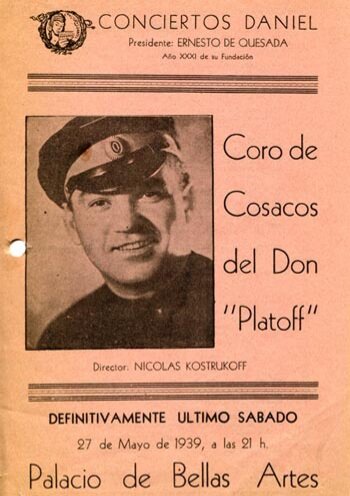 CONCIERTOS DANIEL
Presidente: ERNESTO DE QUESADA
Año XXXI de su Fundación
Coro de
Cosacos
del Don
"Platoff"
Director: NICOLAS KOSTRUKOFF
DEFINITIVAMENTE ULTIMO SABADO
27 de Mayo de 1939, a las 21 h.
Palacio de Bellas Artes